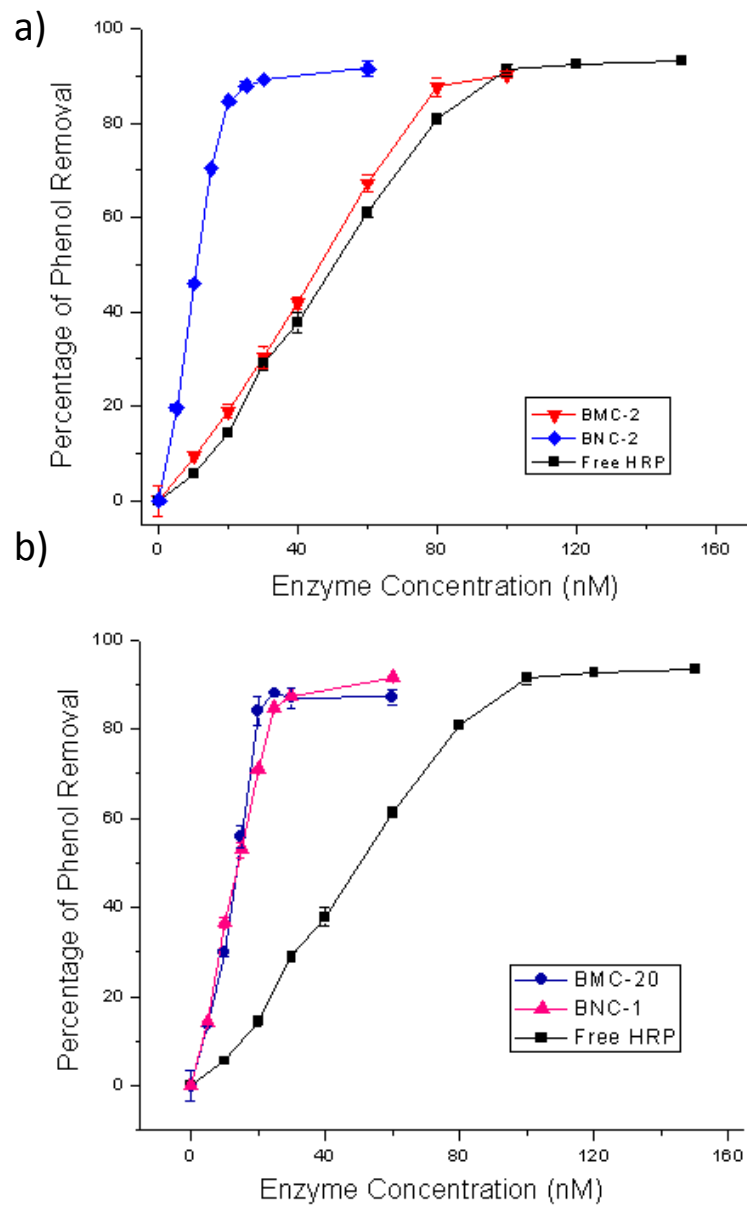 a)
100
80
60
40
20
0
Percentage of Phenol Removal
BMC-2
BNC-2
Free HRP
0 40 80 120 160
Enzyme Concentration (nM)
b)
100
80
60
40
20
0
Percentage of Phenol Removal
BMC-20
BNC-1
Free HRP
0 40 80 120 160
Enzyme Concentration (nM)